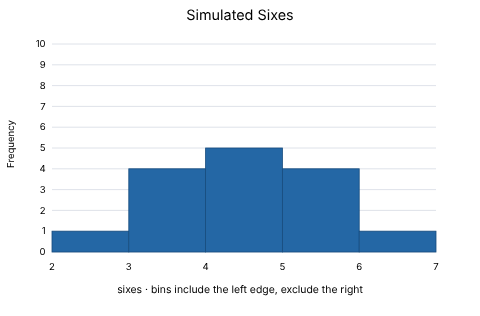 Simulated Sixes
10
9
8
7
6
5
4
3
2
1
0
Frequency
2 3 4 5 6 7
sixes · bins include the left edge, exclude the right